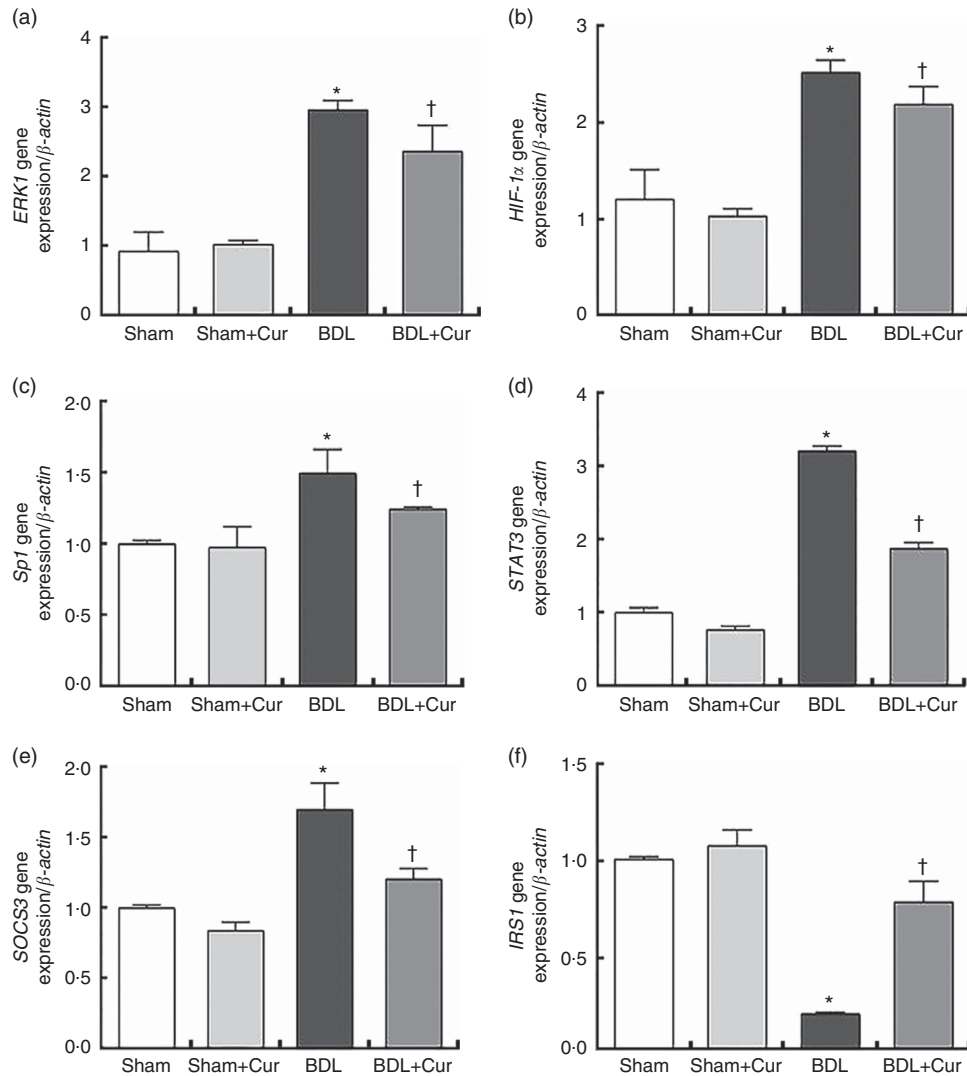 (a)
ERK1 gene
expression/β-actin
4
3
2
1
0
*
†
Sham
Sham+Cur
BDL
BDL+Cur
(b)
HIF-1α gene
expression/β-actin
3
2
1
0
*
†
Sham
Sham+Cur
BDL
BDL+Cur
(c)
Sp1 gene
expression/β-actin
2·0
1·5
1·0
0·5
0·0
*
†
Sham
Sham+Cur
BDL
BDL+Cur
(d)
STAT3 gene
expression/β-actin
4
3
2
1
0
*
†
Sham
Sham+Cur
BDL
BDL+Cur
(e)
SOCS3 gene
expression/β-actin
2·0
1·5
1·0
0·5
0·0
*
†
Sham
Sham+Cur
BDL
BDL+Cur
(f)
IRS1 gene
expression/β-actin
1·5
1·0
0·5
0·0
*
†
Sham
Sham+Cur
BDL
BDL+Cur